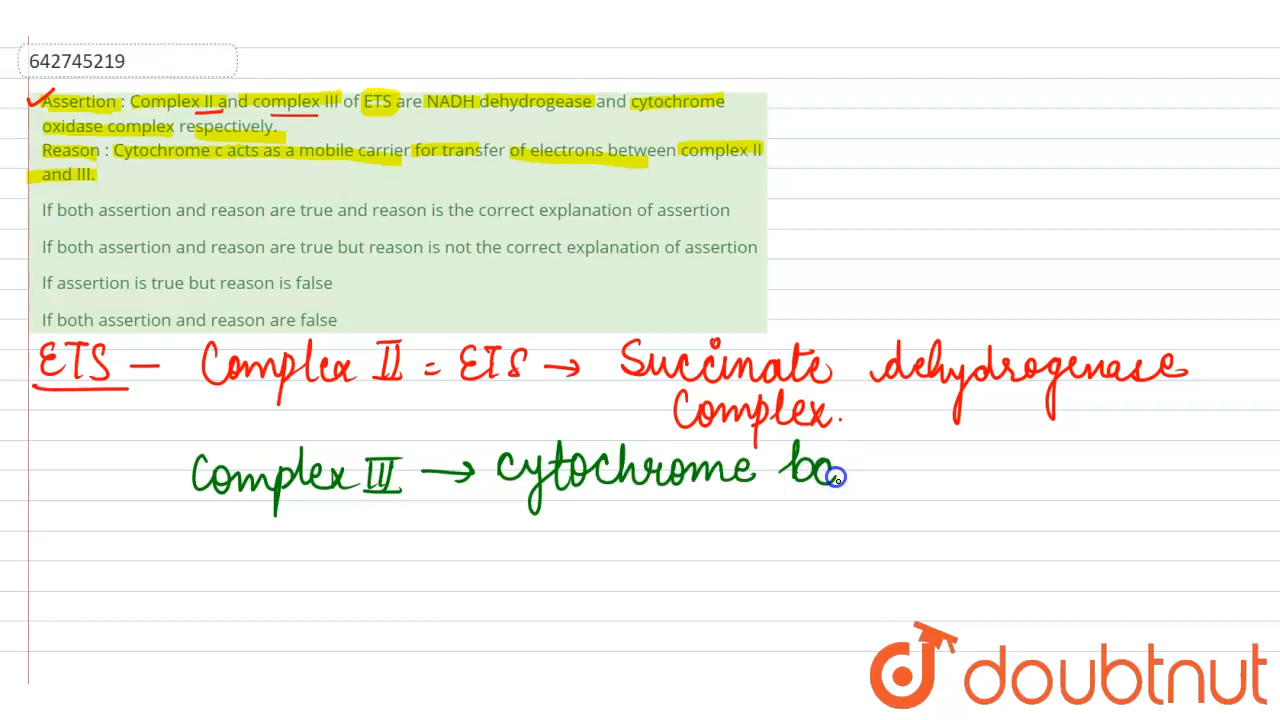 642745219
Assertion : Complex II and complex III of ETS are NADH dehydrogease and cytochrome
oxidase complex respectively.
Reason : Cytochrome c acts as a mobile carrier for transfer of electrons between complex II
and III.
If both assertion and reason are true and reason is the correct explanation of assertion
If both assertion and reason are true but reason is not the correct explanation of assertion
If assertion is true but reason is false
If both assertion and reason are false
ETS - Complex II = ETS → Succinate dehydrogenase
Complex.
Complex III → cytochrome bc
doubtnut